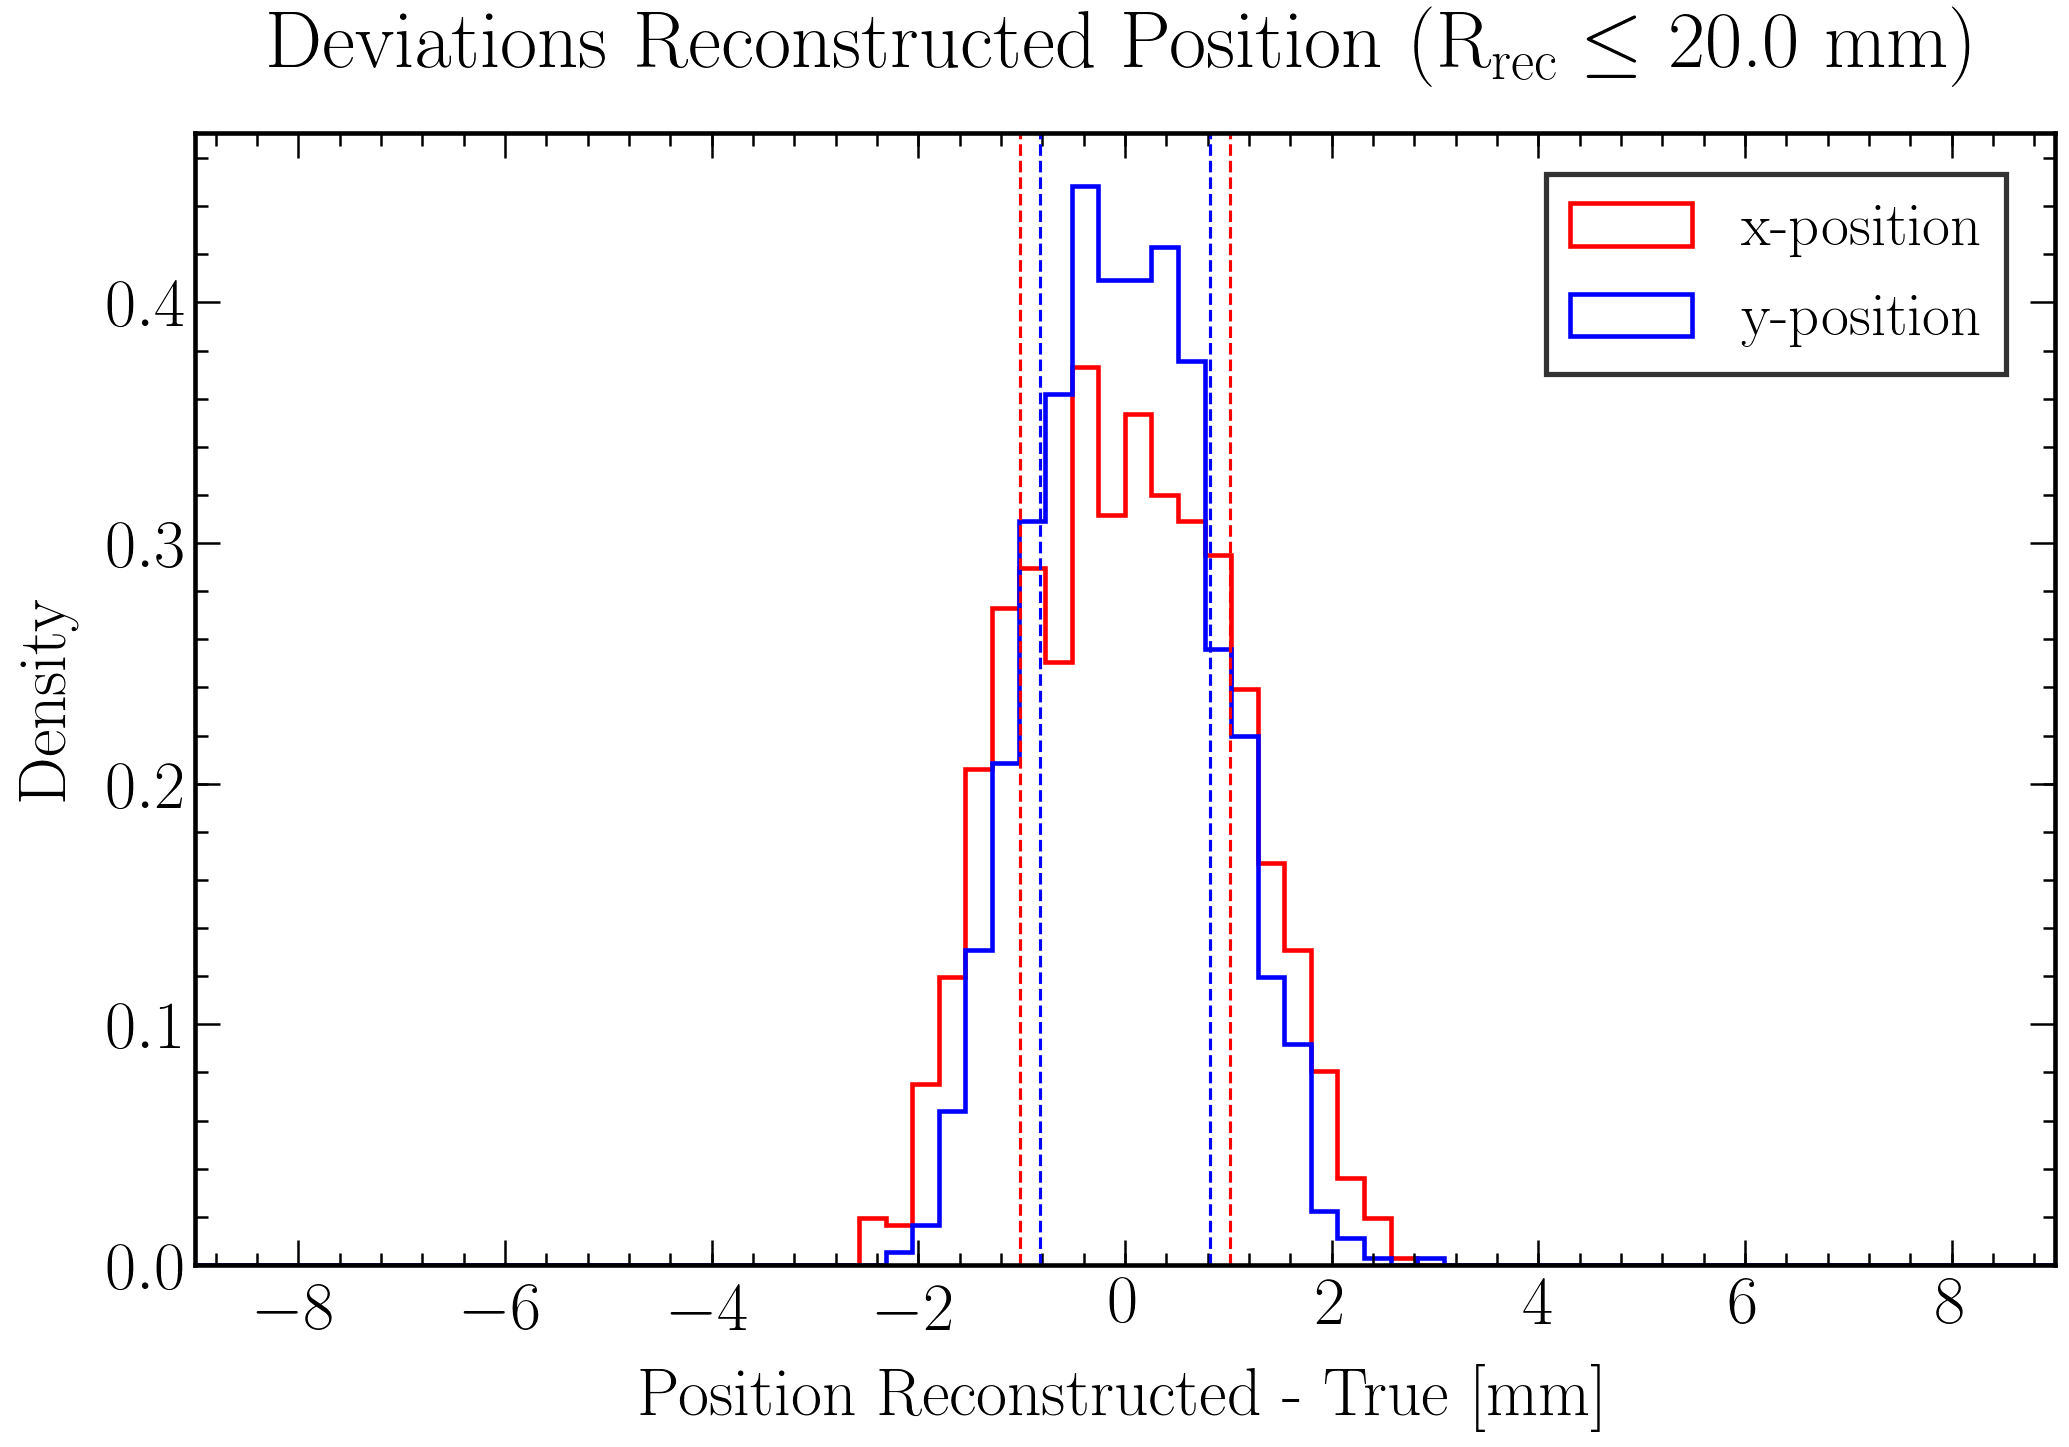 Deviations Reconstructed Position (R_rec ≤ 20.0 mm)
x-position
y-position
Density
0.4
0.3
0.2
0.1
0.0
−8 −6 −4 −2 0 2 4 6 8
Position Reconstructed - True [mm]